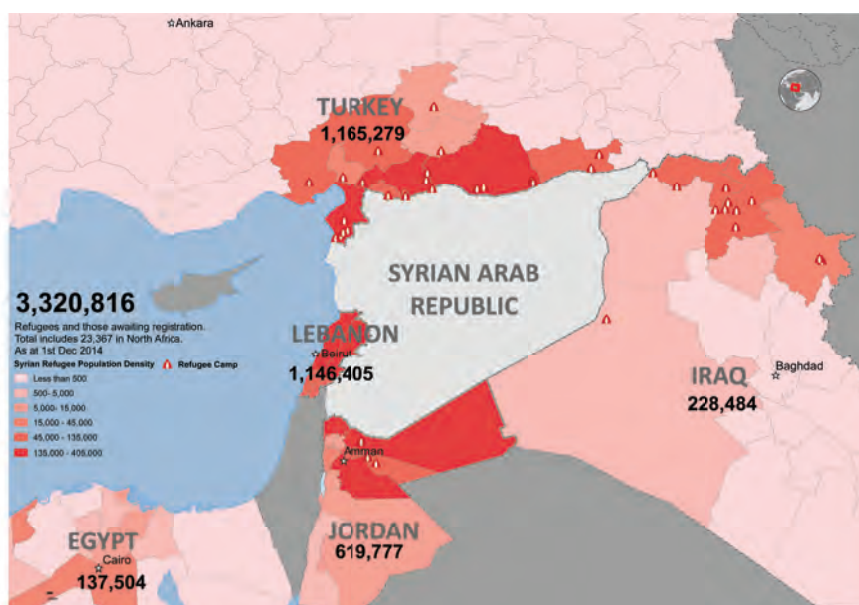 Ankara
TURKEY
1,165,279
SYRIAN ARAB
REPUBLIC
3,320,816
Refugees and those awaiting registration.
Total includes 23,367 in North Africa.
As at 1st Dec 2014
Syrian Refugee Population Density
Refugee Camp
Less than 500
500- 5,000
5,000- 15,000
15,000 - 45,000
45,000 - 135,000
135,000 - 405,000
LEBANON
Beirut
1,146,405
IRAQ
228,484
Baghdad
Amman
JORDAN
619,777
EGYPT
Cairo
137,504